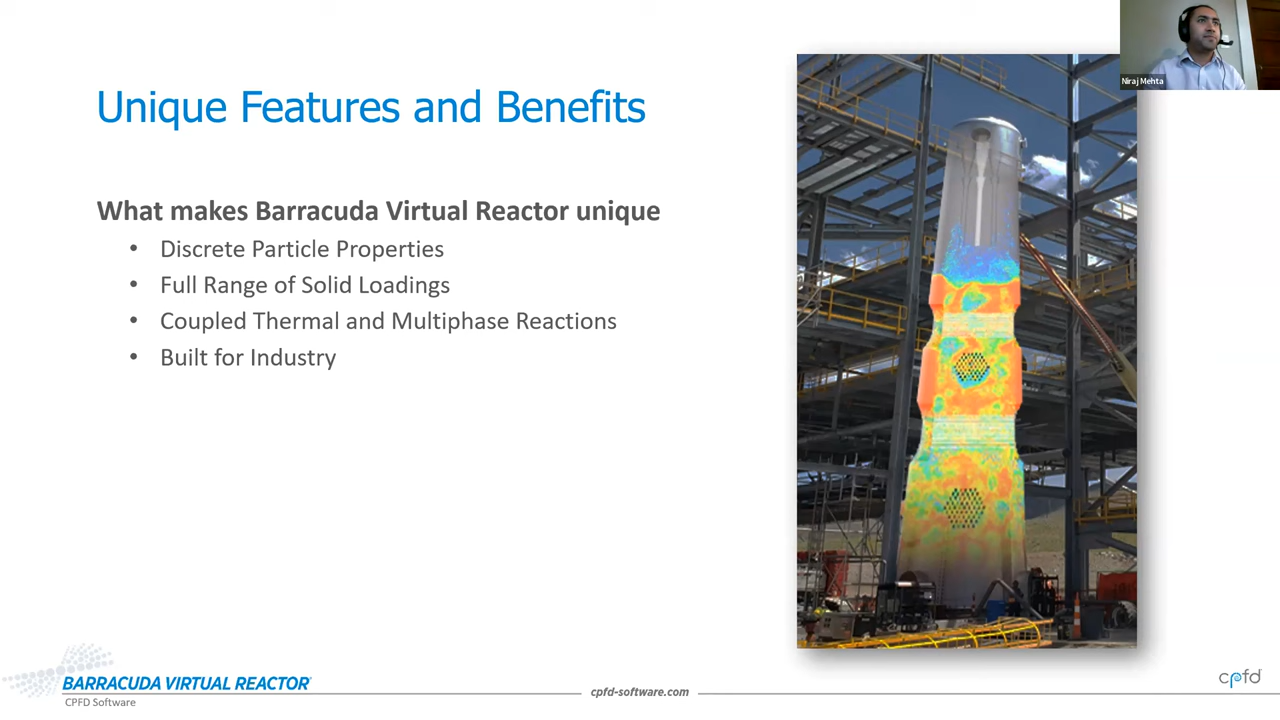 Niraj Mehta
Unique Features and Benefits
What makes Barracuda Virtual Reactor unique
• Discrete Particle Properties
• Full Range of Solid Loadings
• Coupled Thermal and Multiphase Reactions
• Built for Industry
BARRACUDA VIRTUAL REACTOR
CPFD Software
cpfd-software.com
cpfd